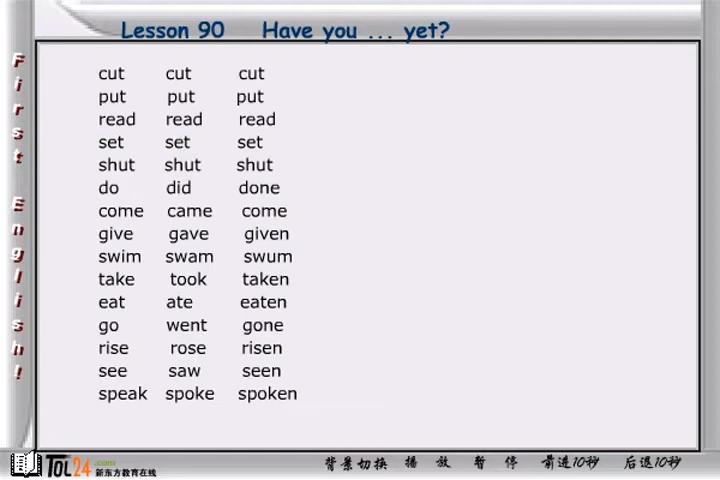 Lesson 90 Have you ... yet?
First English!
cut cut cut
put put put
read read read
set set set
shut shut shut
do did done
come came come
give gave given
swim swam swum
take took taken
eat ate eaten
go went gone
rise rose risen
see saw seen
speak spoke spoken
TOL24.com 新东方教育在线
背景切换 播放 暂停 前进10秒 后退10秒